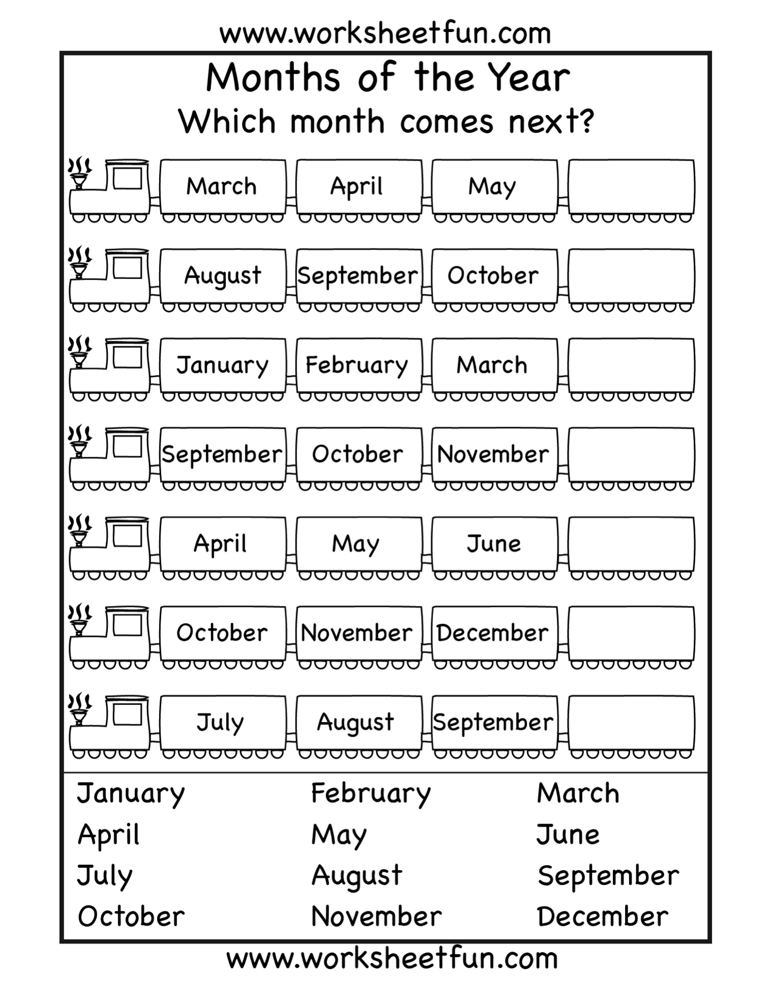 www.worksheetfun.com
Months of the Year
Which month comes next?
March April May
August September October
January February March
September October November
April May June
October November December
July August September
January February March
April May June
July August September
October November December
www.worksheetfun.com